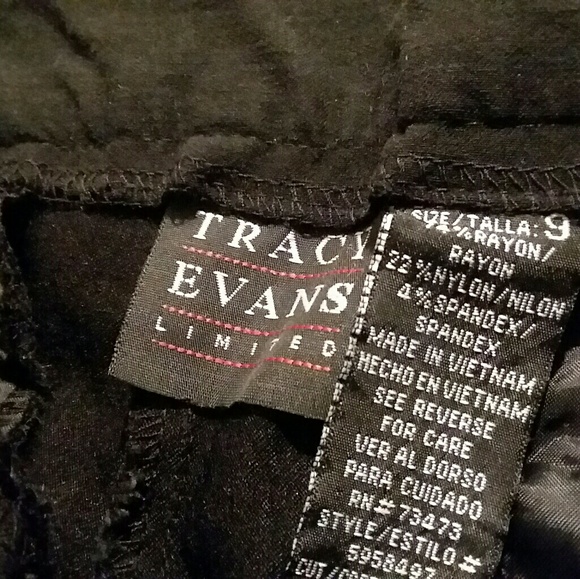 TRACY
EVANS
LIMITED
SIZE/TALLA: 9
74%RAYON/
RAYON
22%NYLON/NILON
4%SPANDEX/
SPANDEX
MADE IN VIETNAM
HECHO EN VIETNAM
SEE REVERSE
FOR CARE
VER AL DORSO
PARA CUIDADO
RN# 73473
STYLE/ESTILO #
5958497